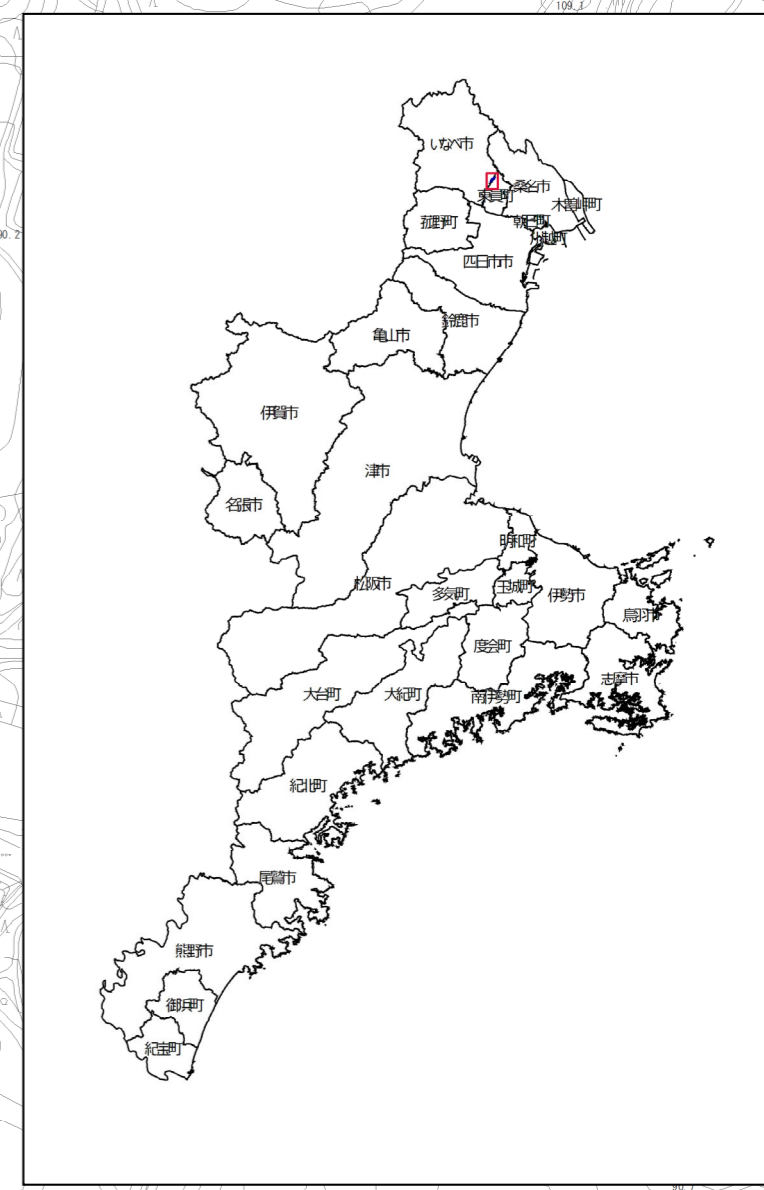 109.1
いなべ市
桑名市
東員町
木曽岬町
菰野町
朝日町
川越町
90.2
四日市市
鈴鹿市
亀山市
伊賀市
津市
名張市
明和町
松阪市
多気町
玉城町
伊勢市
鳥羽市
度会町
志摩市
大台町
大紀町
南伊勢町
紀北町
尾鷲市
熊野市
御浜町
紀宝町